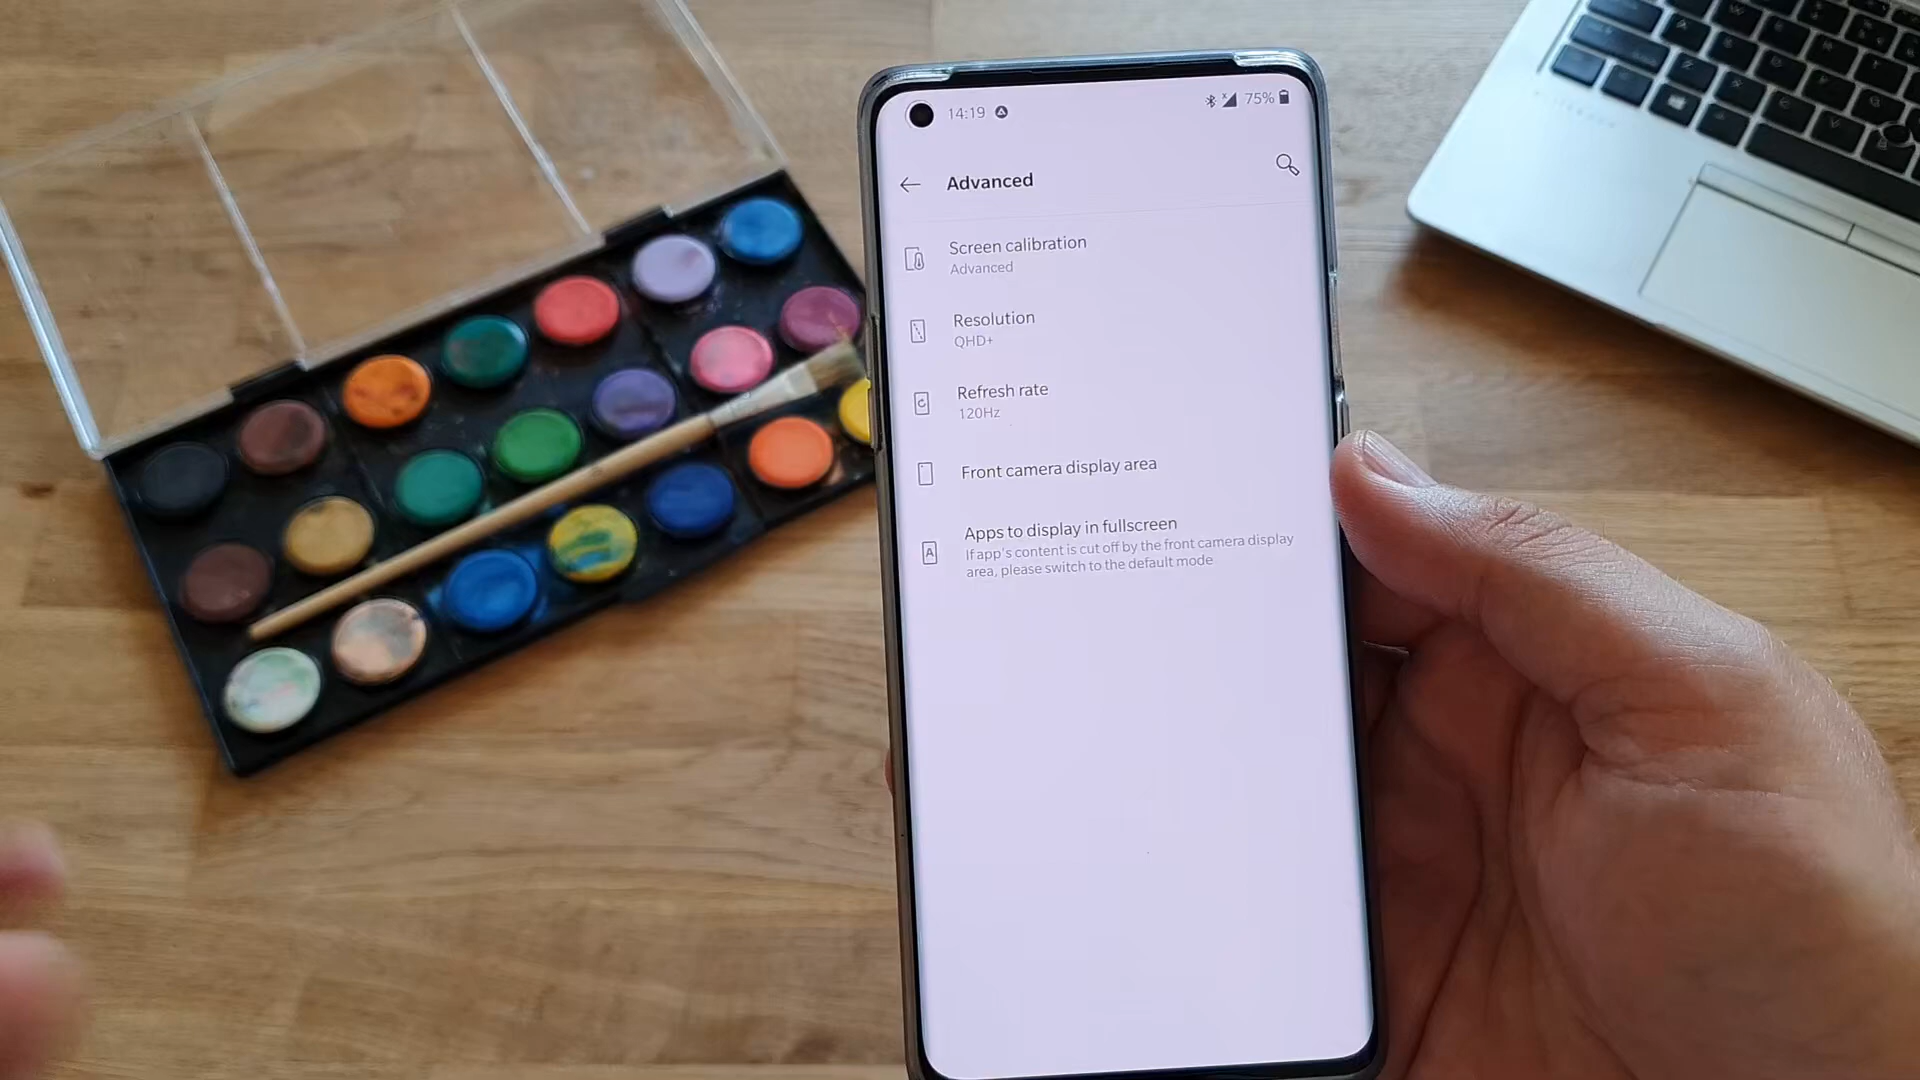 14:19
75%
Advanced
Screen calibration
Advanced
Resolution
QHD+
Refresh rate
120Hz
Front camera display area
Apps to display in fullscreen
If app's content is cut off by the front camera display
area, please switch to the default mode